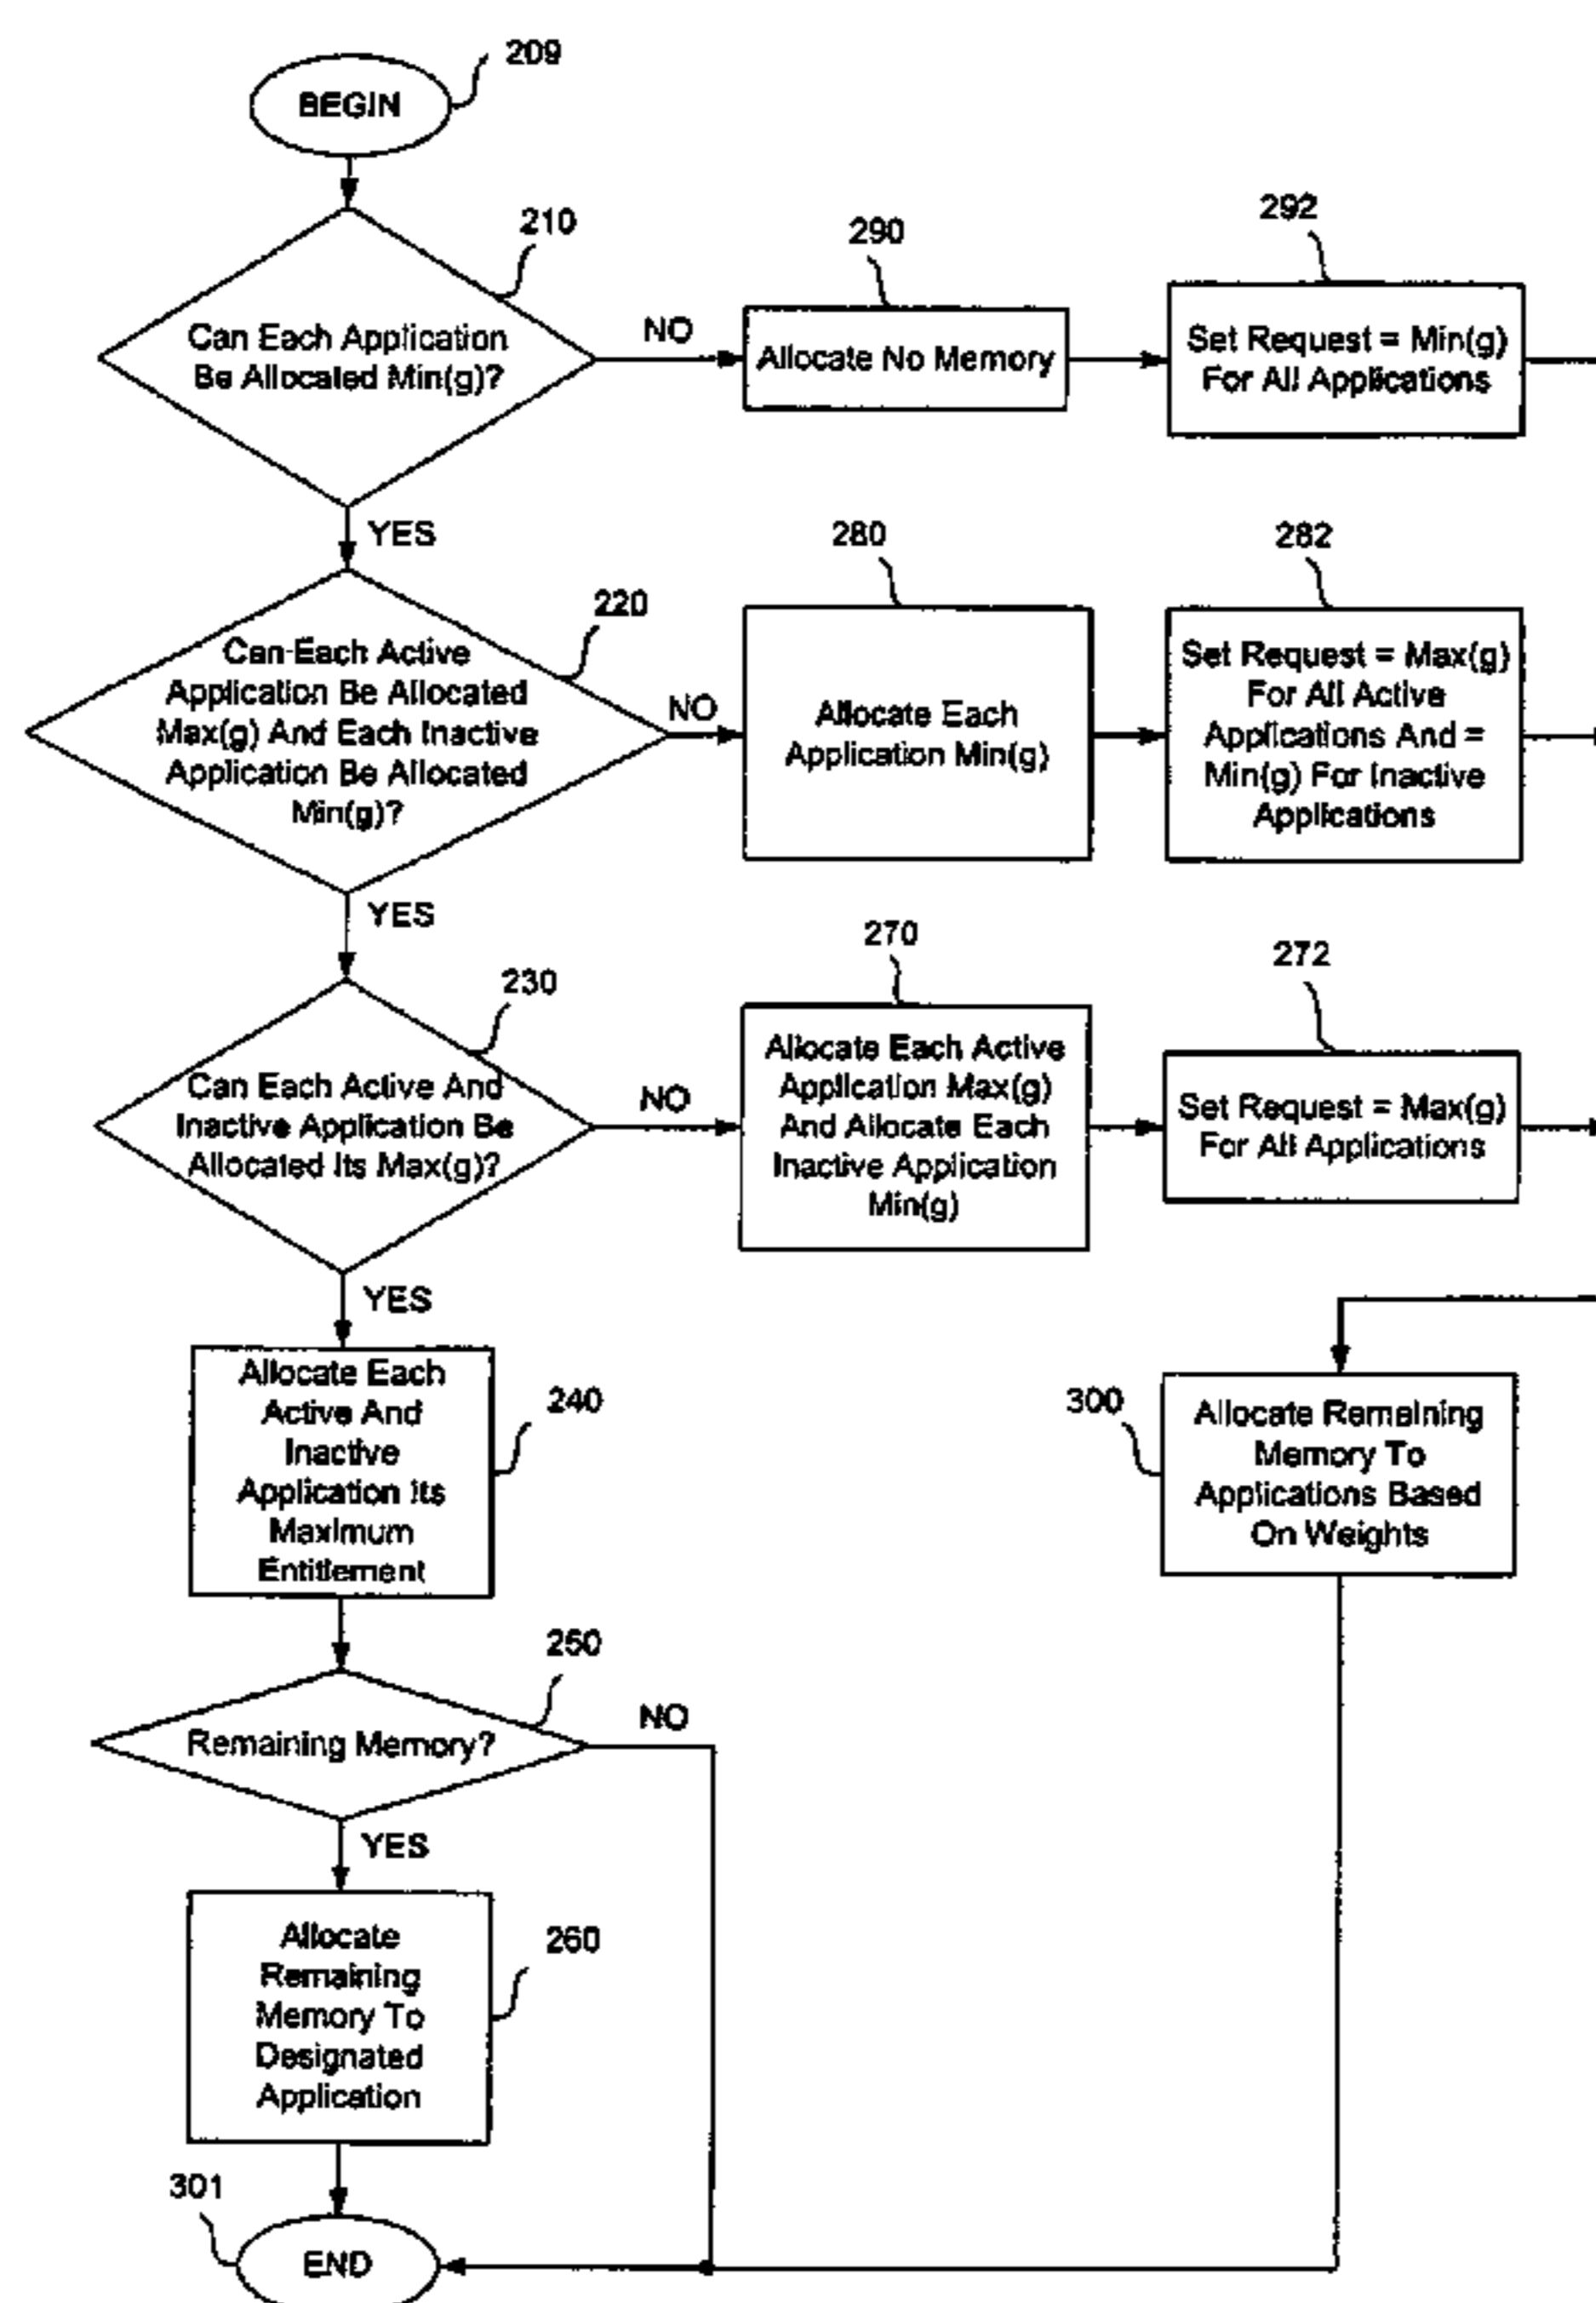 209
BEGIN
210
Can Each Application
Be Allocated Min(g)?
NO
290
Allocate No Memory
292
Set Request = Min(g)
For All Applications
YES
220
Can Each Active
Application Be Allocated
Max(g) And Each Inactive
Application Be Allocated
Min(g)?
NO
280
Allocate Each
Application Min(g)
282
Set Request = Max(g)
For All Active
Applications And =
Min(g) For Inactive
Applications
YES
230
Can Each Active And
Inactive Application Be
Allocated Its Max(g)?
NO
270
Allocate Each Active
Application Max(g)
And Allocate Each
Inactive Application
Min(g)
272
Set Request = Max(g)
For All Applications
YES
Allocate Each
Active And
Inactive
Application Its
Maximum
Entitlement
240
300
Allocate Remaining
Memory To
Applications Based
On Weights
250
Remaining Memory?
NO
YES
Allocate
Remaining
Memory To
Designated
Application
260
301
END